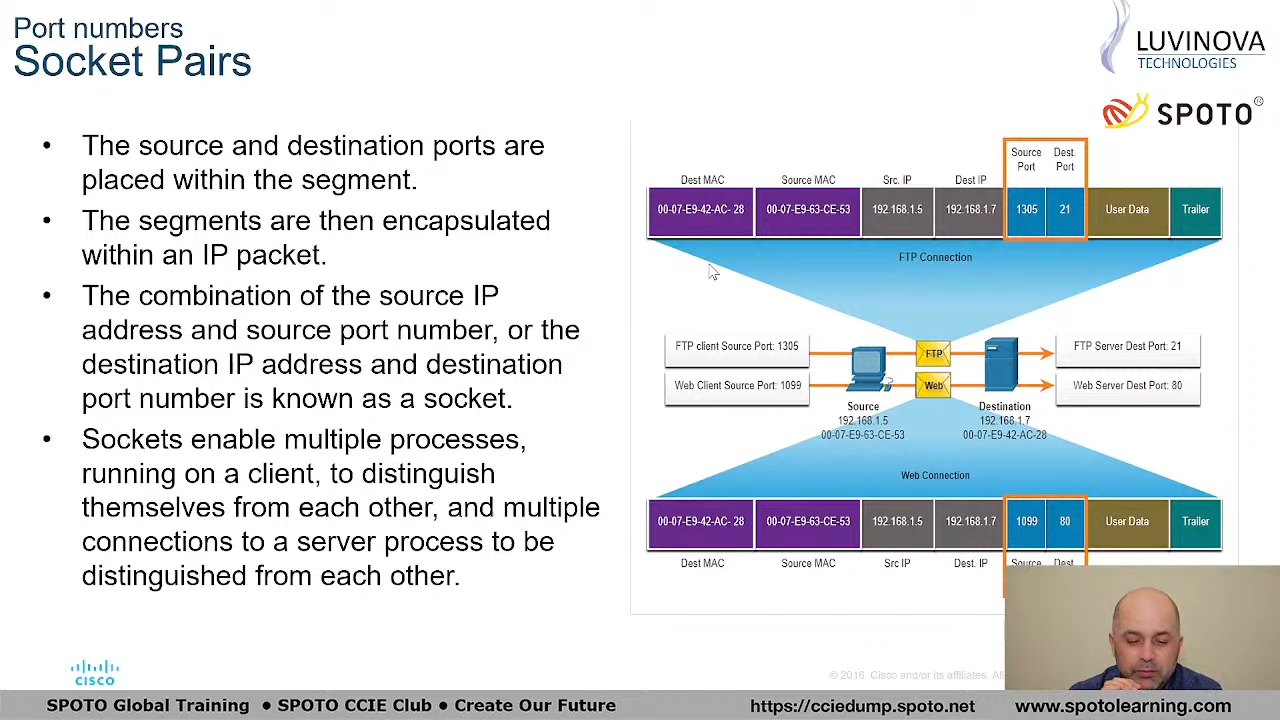 Port numbers
Socket Pairs
LUVINOVA
TECHNOLOGIES
SPOTO®
• The source and destination ports are
placed within the segment.
• The segments are then encapsulated
within an IP packet.
• The combination of the source IP
address and source port number, or the
destination IP address and destination
port number is known as a socket.
• Sockets enable multiple processes,
running on a client, to distinguish
themselves from each other, and multiple
connections to a server process to be
distinguished from each other.
Source Port Dest. Port
Dest MAC Source MAC Src. IP Dest IP
00-07-E9-42-AC- 28 00-07-E9-63-CE-53 192.168.1.5 192.168.1.7 1305 21 User Data Trailer
FTP Connection
FTP client Source Port: 1305 FTP FTP Server Dest Port: 21
Web Client Source Port: 1099 Web Web Server Dest Port: 80
Source Destination
192.168.1.5 192.168.1.7
00-07-E9-63-CE-53 00-07-E9-42-AC-28
Web Connection
00-07-E9-42-AC- 28 00-07-E9-63-CE-53 192.168.1.5 192.168.1.7 1099 80 User Data Trailer
Dest MAC Source MAC Src IP Dest. IP Source Dest.
cisco
© 2016 Cisco and/or its affiliates.
SPOTO Global Training ● SPOTO CCIE Club ● Create Our Future
https://cciedump.spoto.net www.spotolearning.com